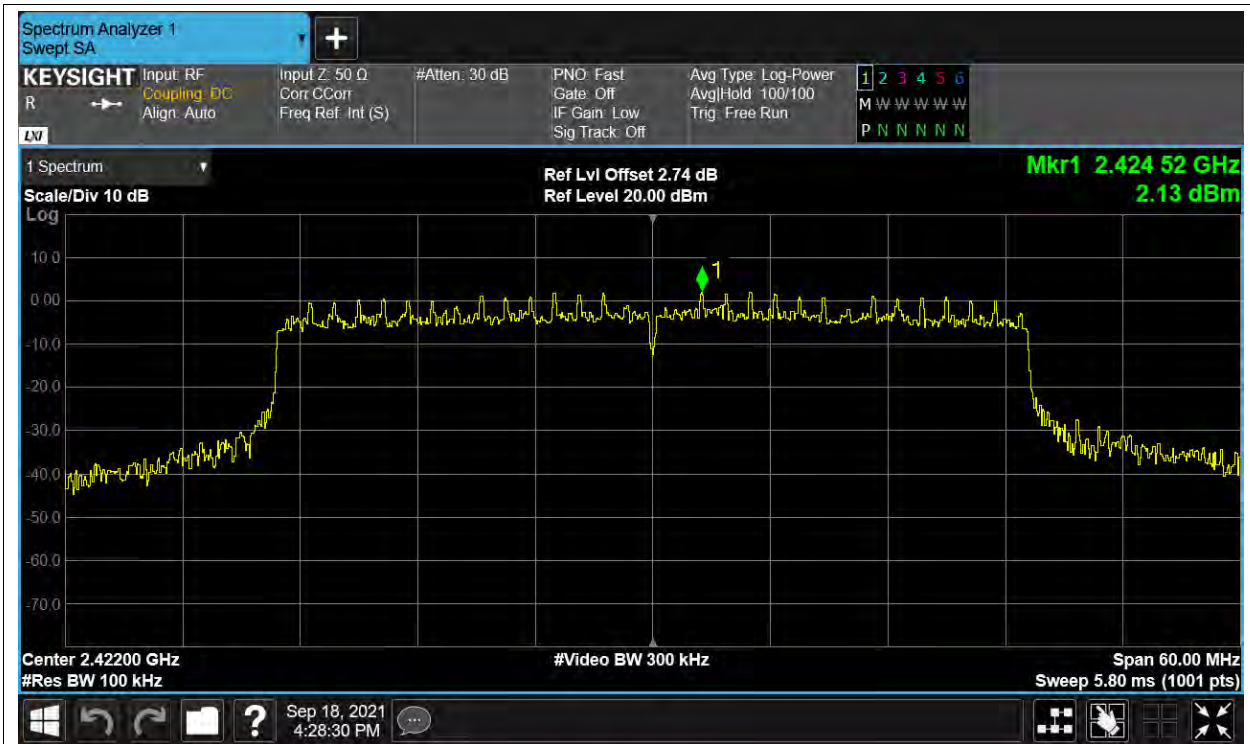 Spectrum Analyzer 1
Swept SA
+
KEYSIGHT
R
LXI
Input: RF
Coupling: DC
Align: Auto
Input Z: 50 Ω
Corr CCorr
Freq Ref: Int (S)
#Atten: 30 dB
PNO: Fast
Gate: Off
IF Gain: Low
Sig Track: Off
Avg Type: Log-Power
Avg|Hold: 100/100
Trig: Free Run
1 2 3 4 5 6
M W W W W W
P N N N N N
1 Spectrum
Scale/Div 10 dB
Ref Lvl Offset 2.74 dB
Ref Level 20.00 dBm
Mkr1 2.424 52 GHz
2.13 dBm
Log
10.0
0.00
-10.0
-20.0
-30.0
-40.0
-50.0
-60.0
-70.0
1
Center 2.42200 GHz
#Res BW 100 kHz
#Video BW 300 kHz
Span 60.00 MHz
Sweep 5.80 ms (1001 pts)
?
Sep 18, 2021
4:28:30 PM